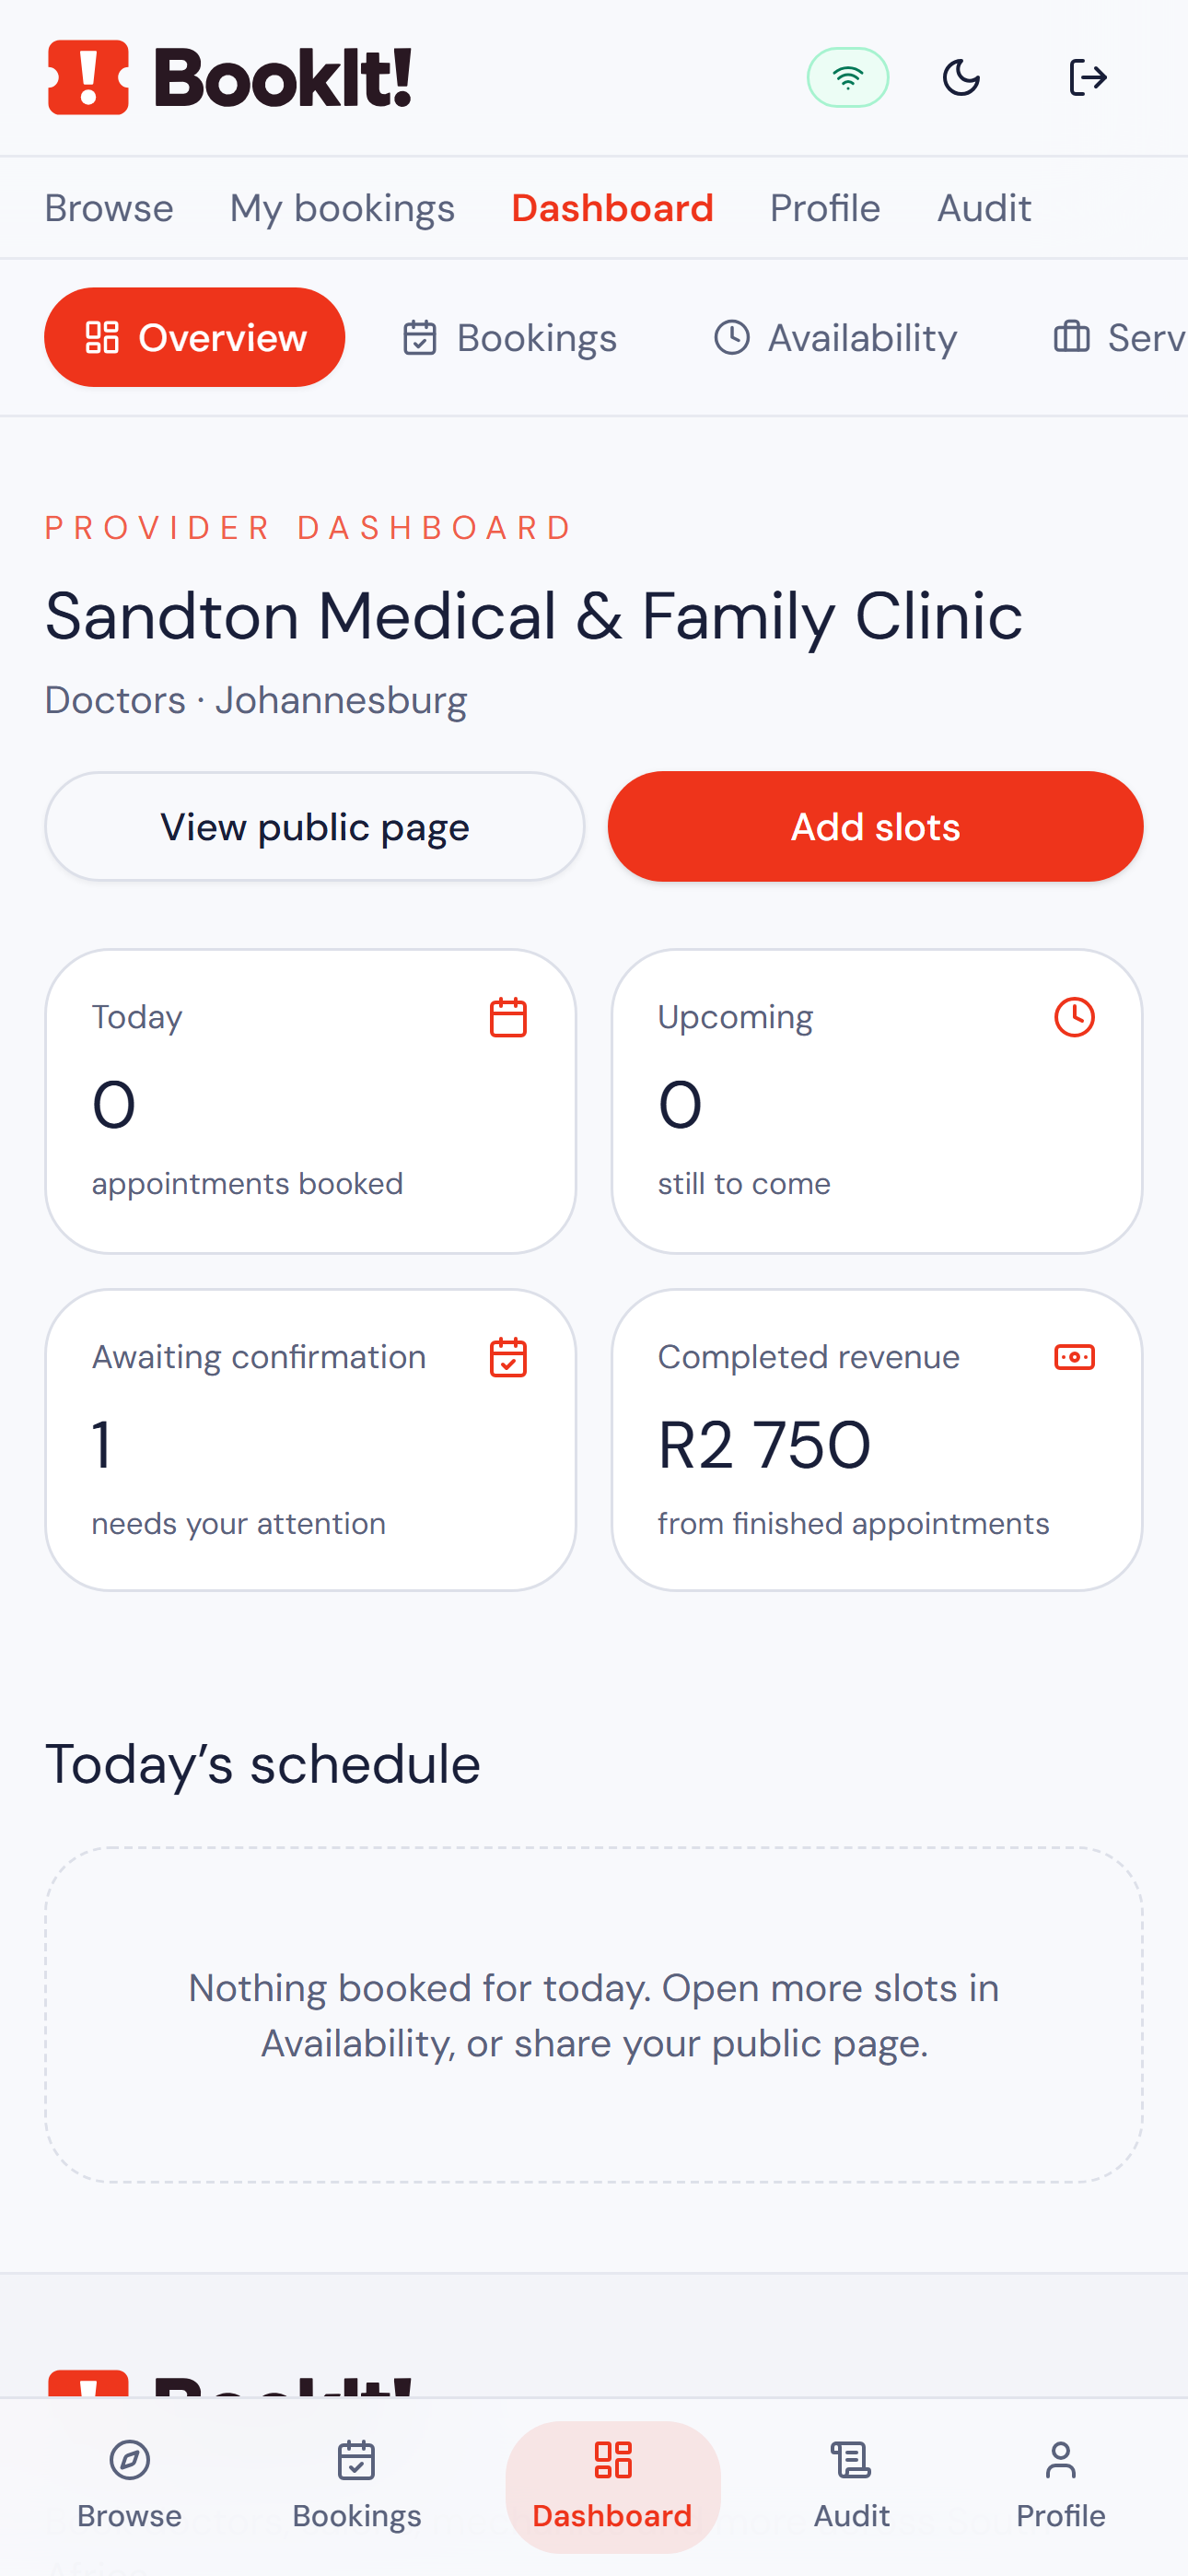 BookIt!
Browse My bookings Dashboard Profile Audit
Overview Bookings Availability Serv
PROVIDER DASHBOARD
Sandton Medical & Family Clinic
Doctors · Johannesburg
View public page Add slots
Today Upcoming
0 0
appointments booked still to come
Awaiting confirmation Completed revenue
1 R2 750
needs your attention from finished appointments
Today’s schedule
Nothing booked for today. Open more slots in
Availability, or share your public page.
BookIt!
Browse Bookings Dashboard Audit Profile